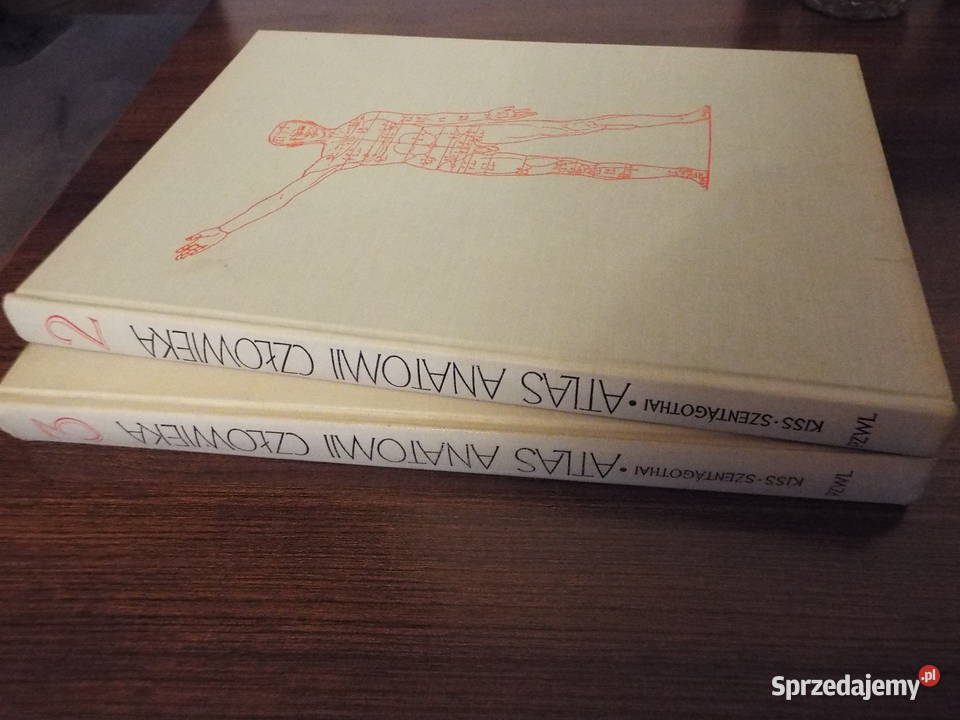 KISS · SZENTÁGOTHAI • ATLAS ANATOMII CZŁOWIEKA 2
PZWL
KISS · SZENTÁGOTHAI • ATLAS ANATOMII CZŁOWIEKA 3
PZWL
Sprzedajemy.pl